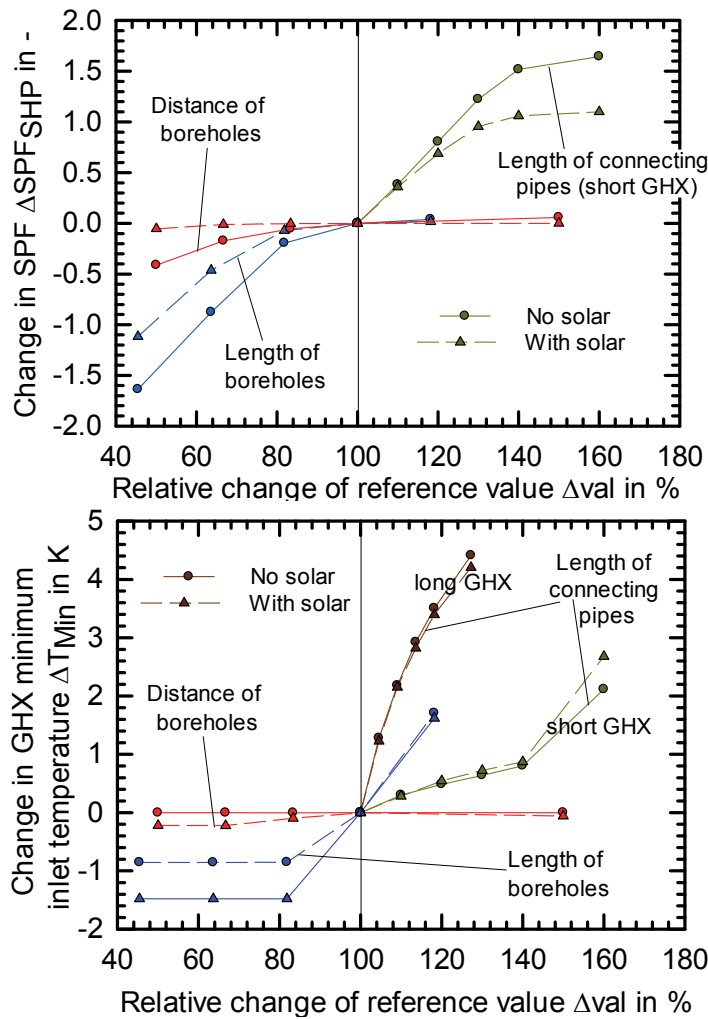 2.0
1.5
1.0
0.5
0.0
-0.5
-1.0
-1.5
-2.0
Change in SPF ΔSPFSHP in -
Distance of
boreholes
Length of connecting
pipes (short GHX)
No solar
With solar
Length of
boreholes
40 60 80 100 120 140 160 180
Relative change of reference value Δval in %
5
4
3
2
1
0
-1
-2
Change in GHX minimum
inlet temperature ΔTMin in K
No solar
With solar
long GHX
Length of
connecting
pipes
Distance of
boreholes
short GHX
Length of
boreholes
40 60 80 100 120 140 160 180
Relative change of reference value Δval in %